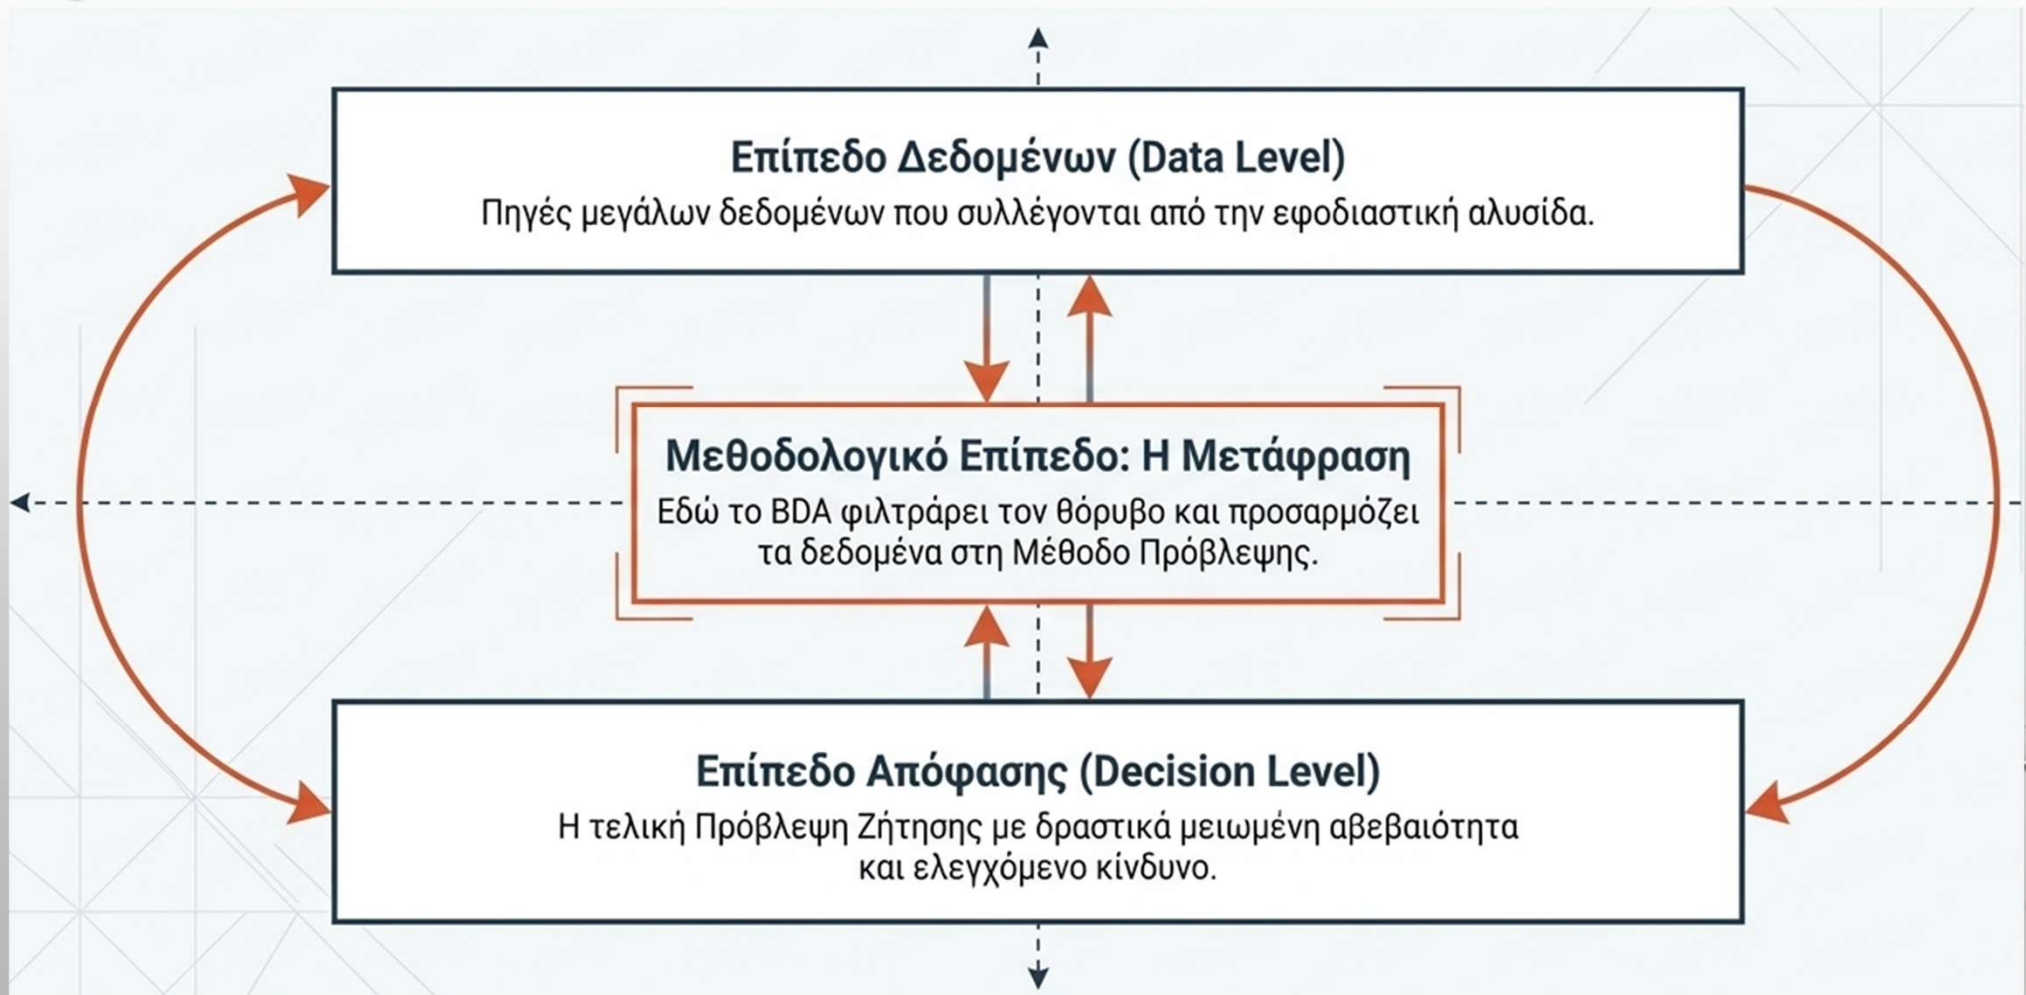 Επίπεδο Δεδομένων (Data Level)
Πηγές μεγάλων δεδομένων που συλλέγονται από την εφοδιαστική αλυσίδα.
Μεθοδολογικό Επίπεδο: Η Μετάφραση
Εδώ το BDA φιλτράρει τον θόρυβο και προσαρμόζει
τα δεδομένα στη Μέθοδο Πρόβλεψης.
Επίπεδο Απόφασης (Decision Level)
Η τελική Πρόβλεψη Ζήτησης με δραστικά μειωμένη αβεβαιότητα
και ελεγχόμενο κίνδυνο.